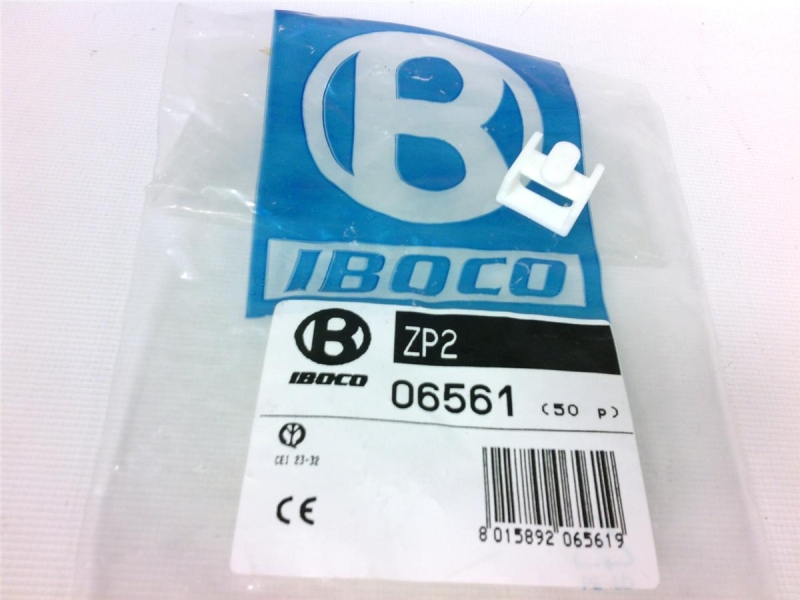 B
IBOCO
B
IBOCO
ZP2
06561 (50 p)
CEI 23-32
CE
8 015892 065619